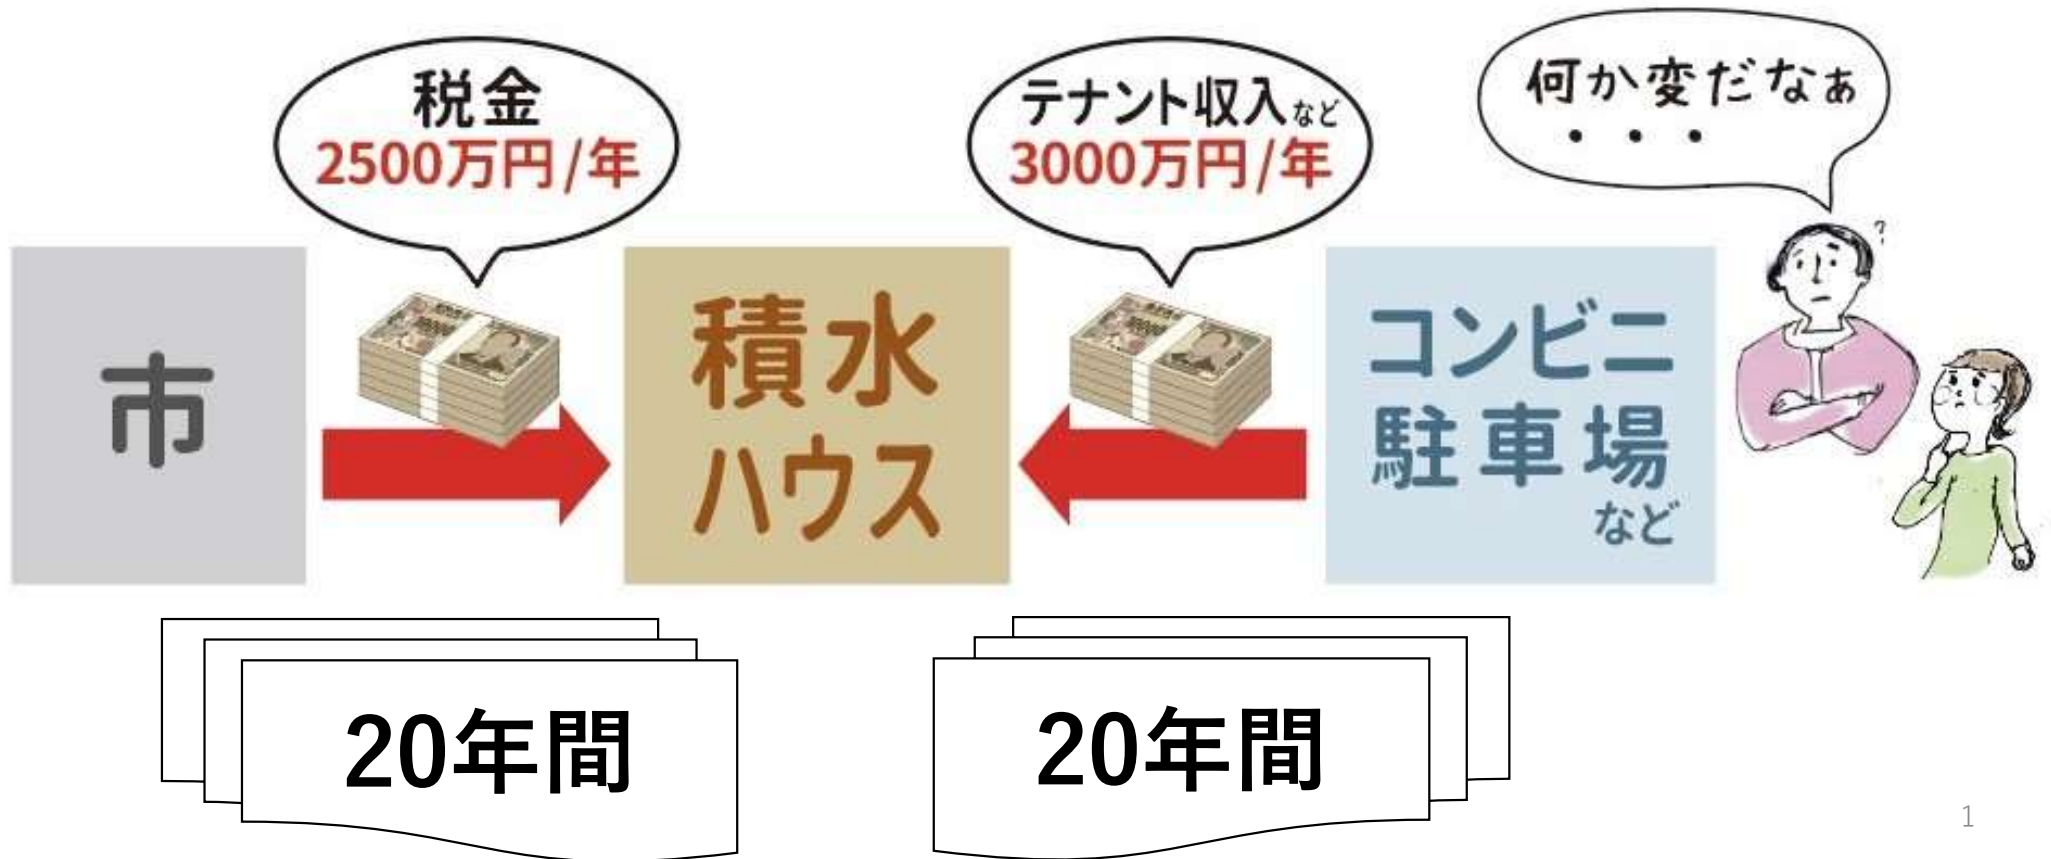 税金
2500万円/年
テナント収入など
3000万円/年
何か変だなぁ
・・・
市
積水
ハウス
コンビニ
駐車場
など
?
20年間
20年間
1